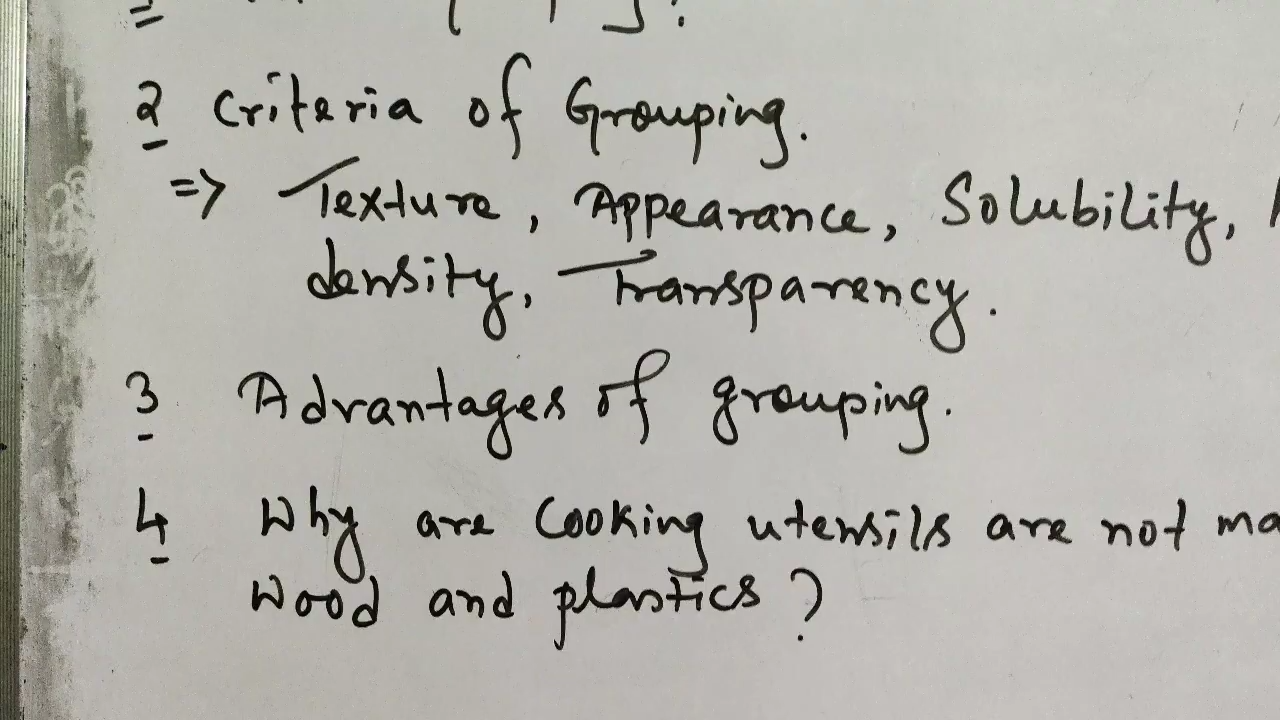 2 Criteria of Grouping.
=> Texture, Appearance, Solubility,
density, Transparency.
3 Advantages of grouping.
4 Why are Cooking utensils are not
Wood and plastics?